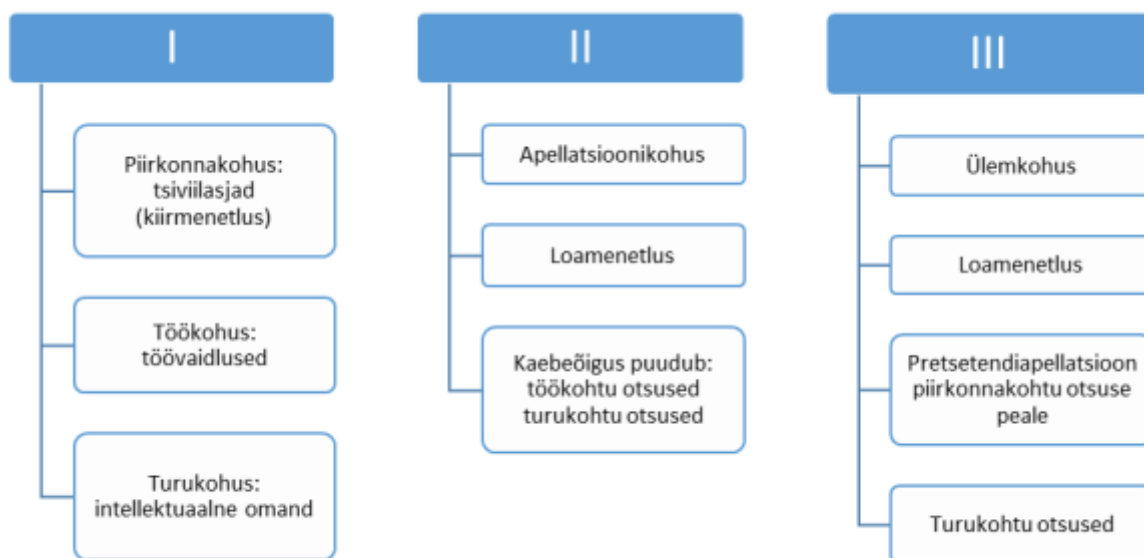 I
Piirkonnakohus:
tsiviilasjad
(kiirmenetlus)
Töökohus:
töövaidlused
Turukohus:
intellektuaalne omand
II
Apellatsioonikohus
Loamenetlus
Kaebeõigus puudub:
töökohtu otsused
turukohtu otsused
III
Ülemkohus
Loamenetlus
Pretsetendiapellatsioon
piirkonnakohtu otsuse
peale
Turukohtu otsused